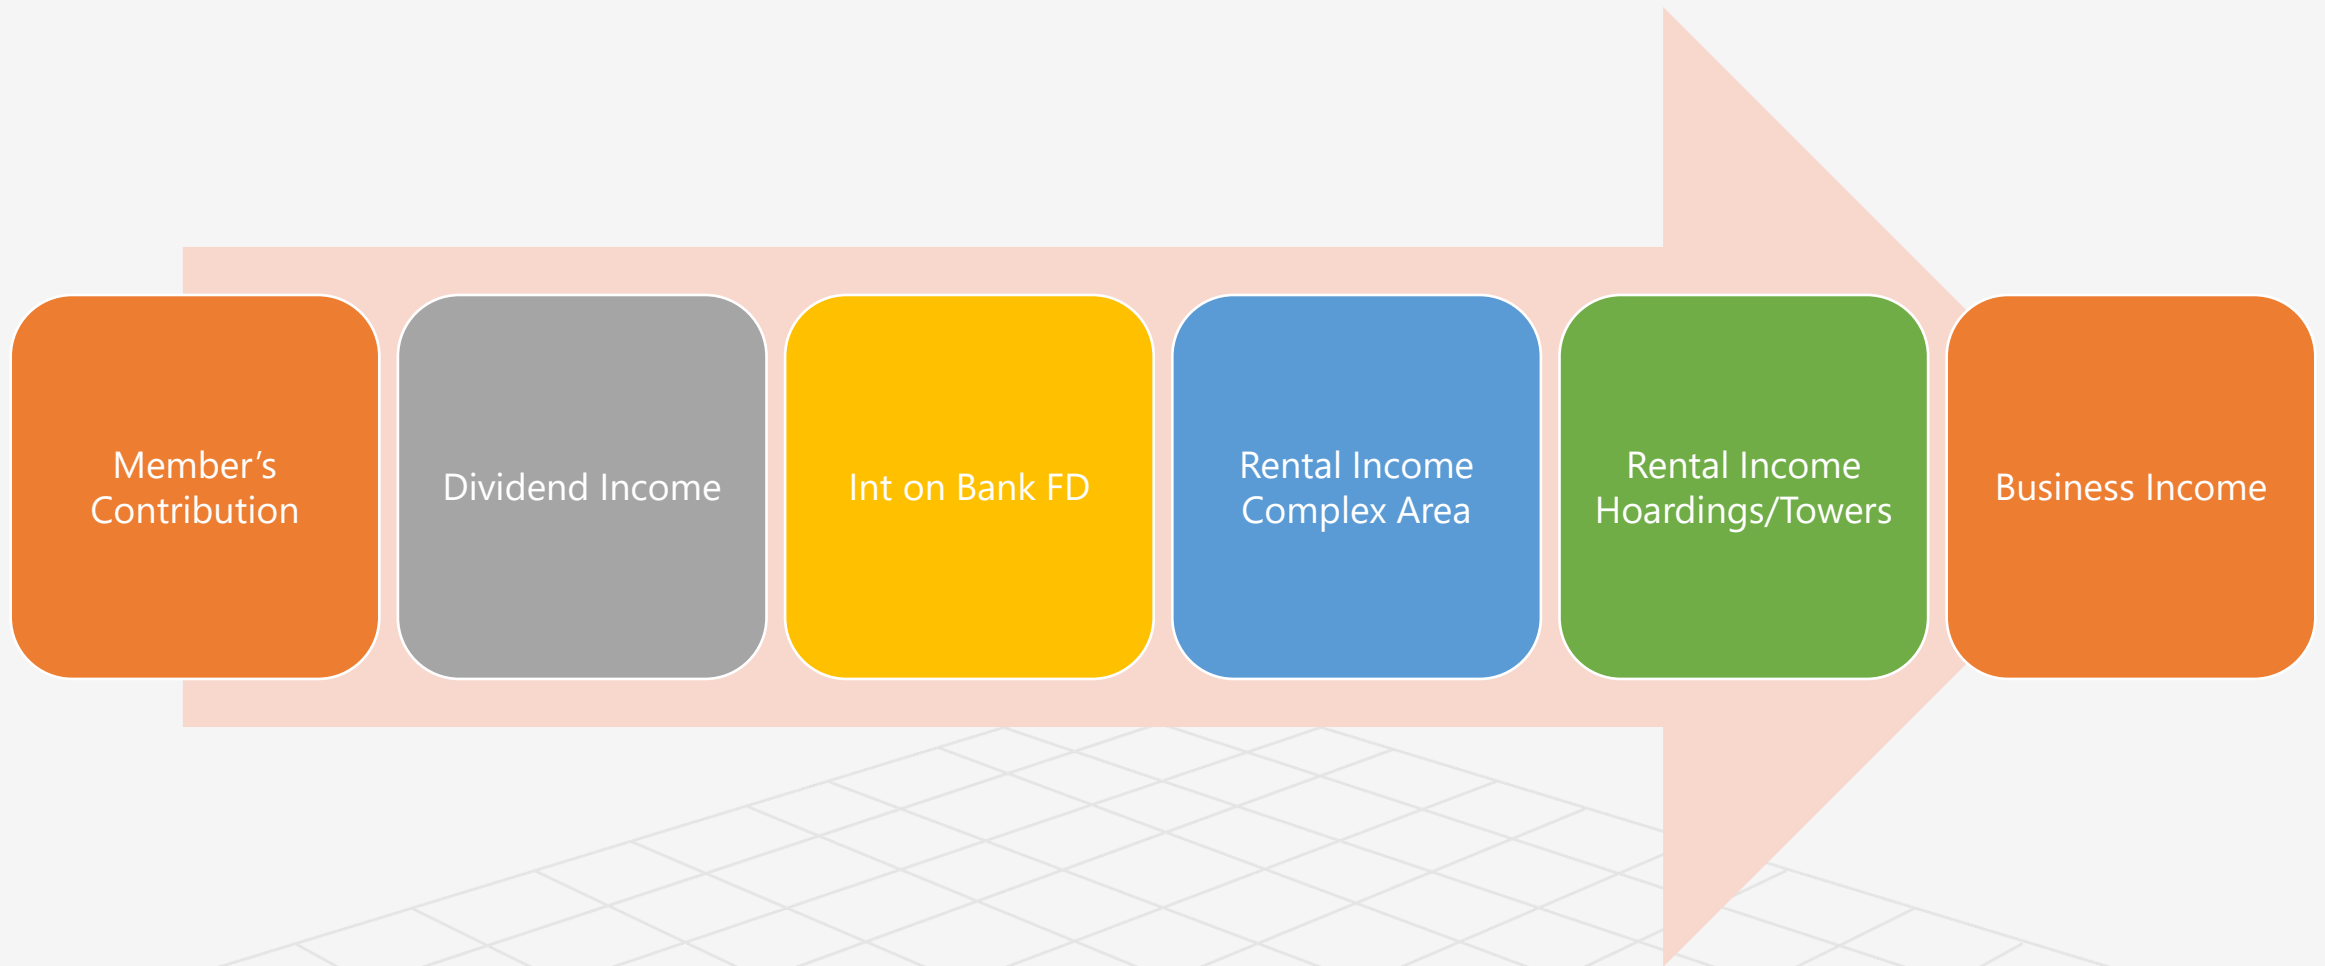 Member’s
Contribution
Dividend Income
Int on Bank FD
Rental Income
Complex Area
Rental Income
Hoardings/Towers
Business Income